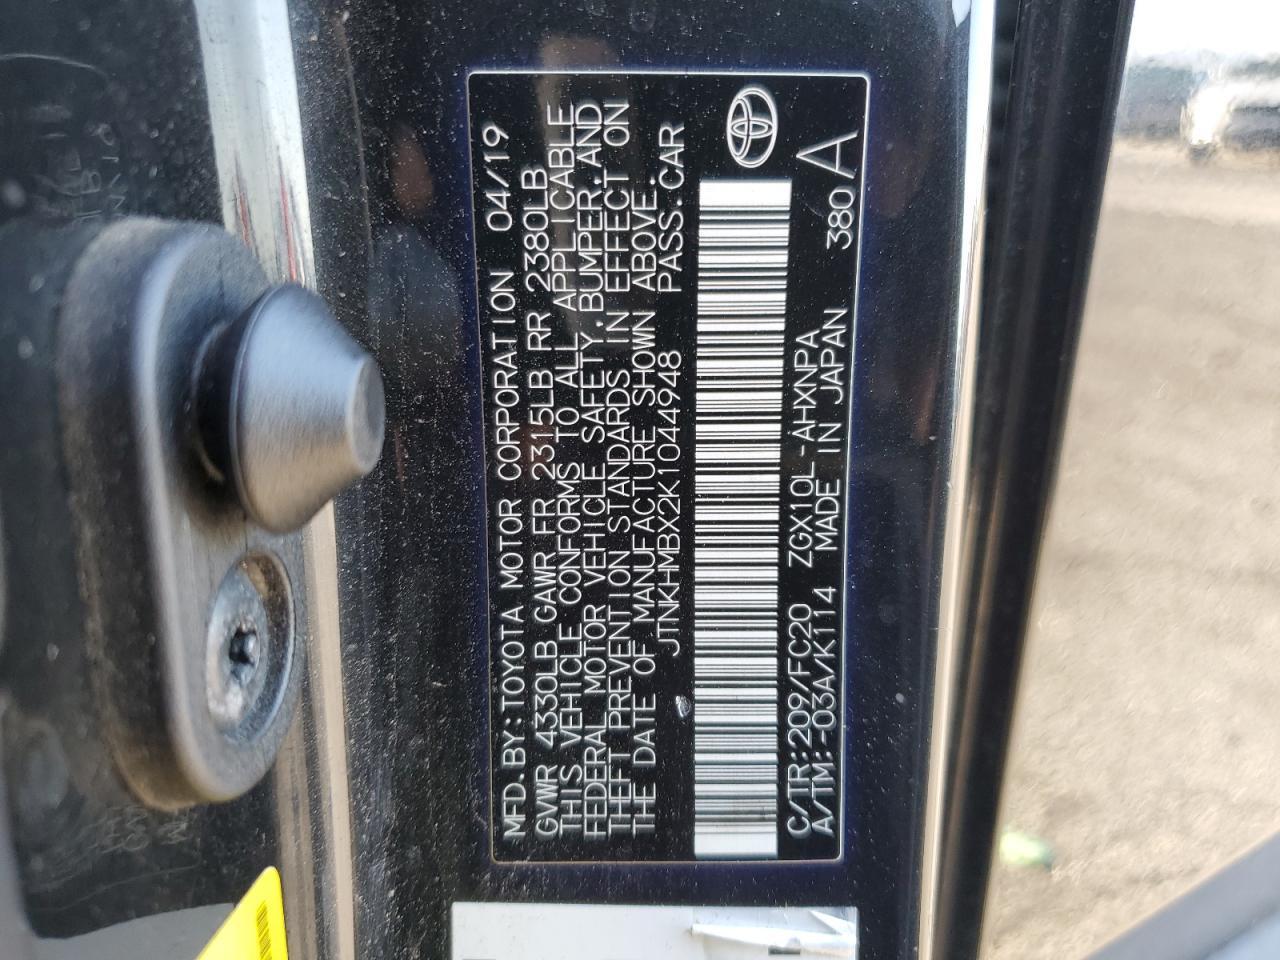 MFD.BY:TOYOTA MOTOR CORPORATION 04/19
GVWR 4330LB GAWR FR 2315LB RR 2380LB
THIS VEHICLE CONFORMS TO ALL APPLICABLE
FEDERAL MOTOR VEHICLE SAFETY,BUMPER,AND
THEFT PREVENTION STANDARDS IN EFFECT ON
THE DATE OF MANUFACTURE SHOWN ABOVE.
JTNKHMBX2K1044948 PASS.CAR
C/TR:209/FC20 ZGX10L-AHXNPA 380 A
A/TM:-03A/K114 MADE IN JAPAN